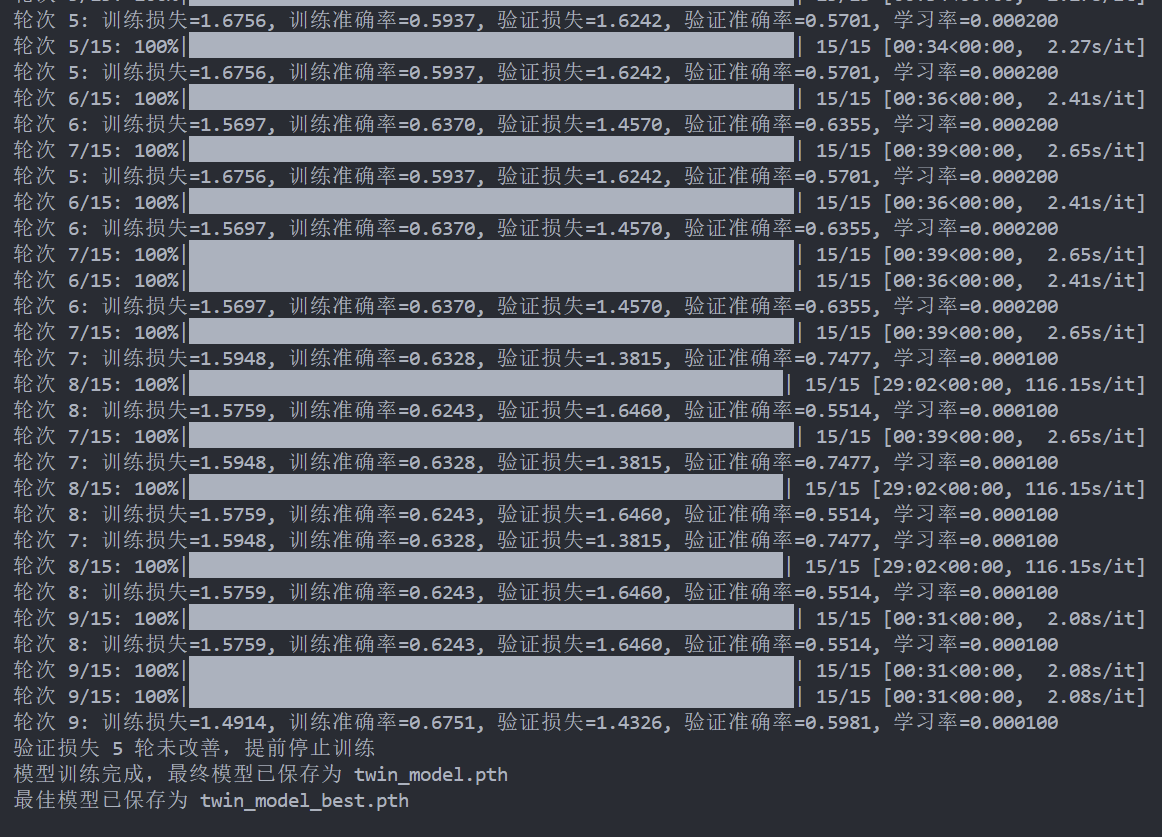 轮次 5: 训练损失=1.6756, 训练准确率=0.5937, 验证损失=1.6242, 验证准确率=0.5701, 学习率=0.000200
轮次 5/15: 100%|| 15/15 [00:34<00:00,  2.27s/it]
轮次 5: 训练损失=1.6756, 训练准确率=0.5937, 验证损失=1.6242, 验证准确率=0.5701, 学习率=0.000200
轮次 6/15: 100%|| 15/15 [00:36<00:00,  2.41s/it]
轮次 6: 训练损失=1.5697, 训练准确率=0.6370, 验证损失=1.4570, 验证准确率=0.6355, 学习率=0.000200
轮次 7/15: 100%|| 15/15 [00:39<00:00,  2.65s/it]
轮次 5: 训练损失=1.6756, 训练准确率=0.5937, 验证损失=1.6242, 验证准确率=0.5701, 学习率=0.000200
轮次 6/15: 100%|| 15/15 [00:36<00:00,  2.41s/it]
轮次 6: 训练损失=1.5697, 训练准确率=0.6370, 验证损失=1.4570, 验证准确率=0.6355, 学习率=0.000200
轮次 7/15: 100%|| 15/15 [00:39<00:00,  2.65s/it]
轮次 6/15: 100%|| 15/15 [00:36<00:00,  2.41s/it]
轮次 6: 训练损失=1.5697, 训练准确率=0.6370, 验证损失=1.4570, 验证准确率=0.6355, 学习率=0.000200
轮次 7/15: 100%|| 15/15 [00:39<00:00,  2.65s/it]
轮次 7: 训练损失=1.5948, 训练准确率=0.6328, 验证损失=1.3815, 验证准确率=0.7477, 学习率=0.000100
轮次 8/15: 100%|| 15/15 [29:02<00:00, 116.15s/it]
轮次 8: 训练损失=1.5759, 训练准确率=0.6243, 验证损失=1.6460, 验证准确率=0.5514, 学习率=0.000100
轮次 7/15: 100%|| 15/15 [00:39<00:00,  2.65s/it]
轮次 7: 训练损失=1.5948, 训练准确率=0.6328, 验证损失=1.3815, 验证准确率=0.7477, 学习率=0.000100
轮次 8/15: 100%|| 15/15 [29:02<00:00, 116.15s/it]
轮次 8: 训练损失=1.5759, 训练准确率=0.6243, 验证损失=1.6460, 验证准确率=0.5514, 学习率=0.000100
轮次 7: 训练损失=1.5948, 训练准确率=0.6328, 验证损失=1.3815, 验证准确率=0.7477, 学习率=0.000100
轮次 8/15: 100%|| 15/15 [29:02<00:00, 116.15s/it]
轮次 8: 训练损失=1.5759, 训练准确率=0.6243, 验证损失=1.6460, 验证准确率=0.5514, 学习率=0.000100
轮次 9/15: 100%|| 15/15 [00:31<00:00,  2.08s/it]
轮次 8: 训练损失=1.5759, 训练准确率=0.6243, 验证损失=1.6460, 验证准确率=0.5514, 学习率=0.000100
轮次 9/15: 100%|| 15/15 [00:31<00:00,  2.08s/it]
轮次 9/15: 100%|| 15/15 [00:31<00:00,  2.08s/it]
轮次 9: 训练损失=1.4914, 训练准确率=0.6751, 验证损失=1.4326, 验证准确率=0.5981, 学习率=0.000100
验证损失 5 轮未改善，提前停止训练
模型训练完成，最终模型已保存为 twin_model.pth
最佳模型已保存为 twin_model_best.pth